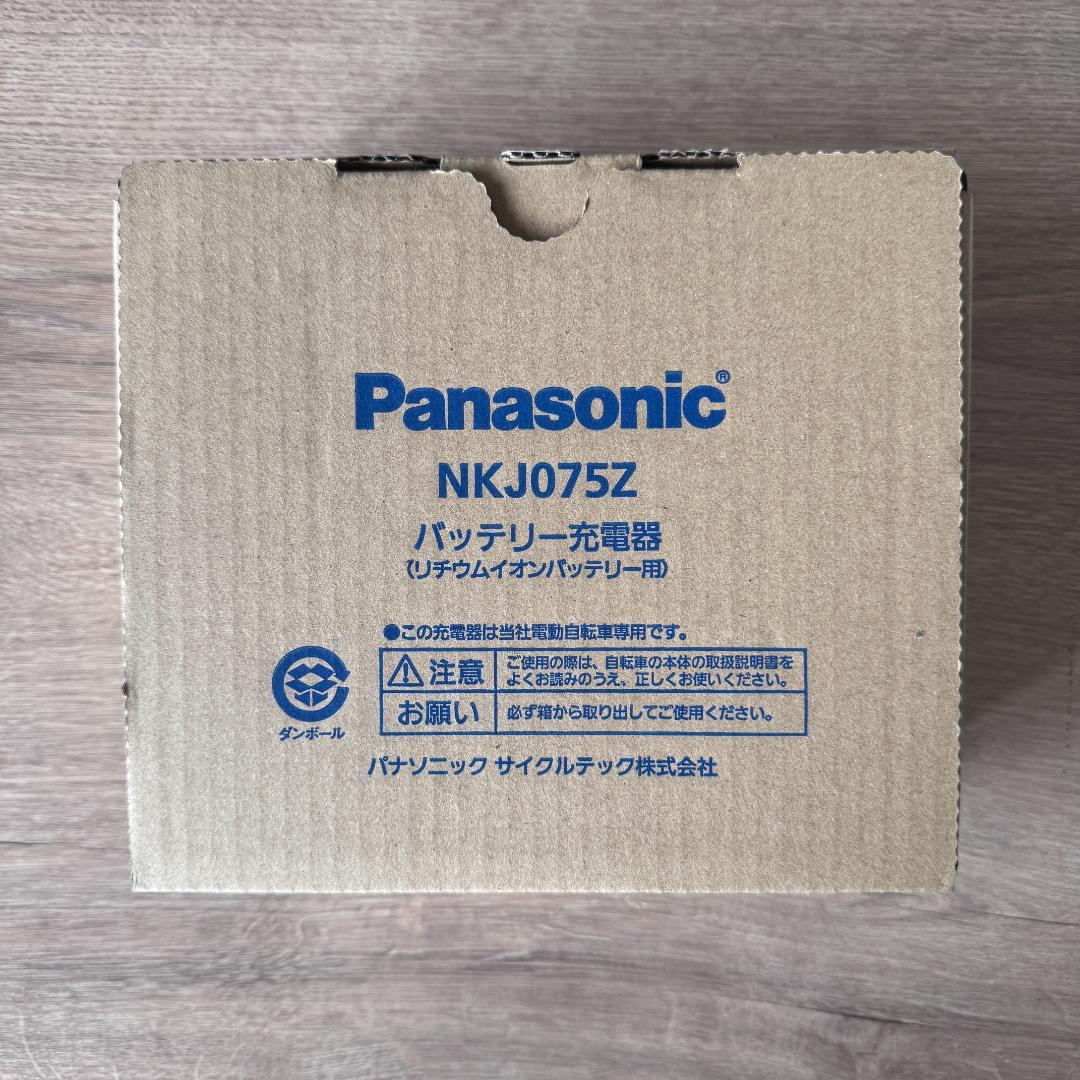 Panasonic®
NKJ075Z
バッテリー充電器
(リチウムイオンバッテリー用)
●この充電器は当社電動自転車専用です。
注意
ご使用の際は、自転車の本体の取扱説明書を
よくお読みのうえ、正しくお使いください。
お願い
必ず箱から取り出してご使用ください。
ダンボール
パナソニック サイクルテック株式会社